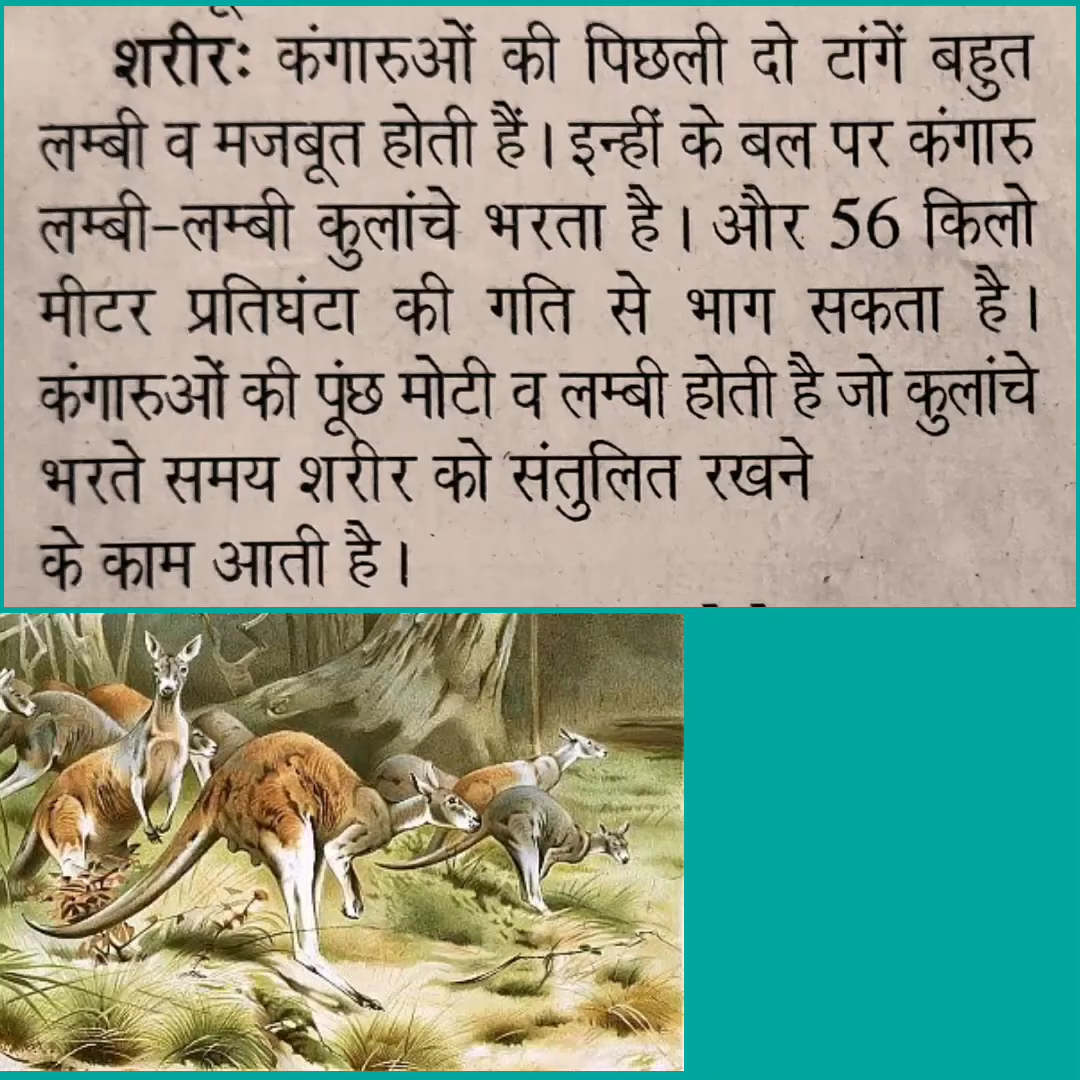 शरीरः कंगारुओं की पिछली दो टांगें बहुत
लम्बी व मजबूत होती हैं। इन्हीं के बल पर कंगारु
लम्बी-लम्बी कुलांचे भरता है। और 56 किलो
मीटर प्रतिघंटा की गति से भाग सकता है।
कंगारुओं की पूंछ मोटी व लम्बी होती है जो कुलांचे
भरते समय शरीर को संतुलित रखने
के काम आती है।